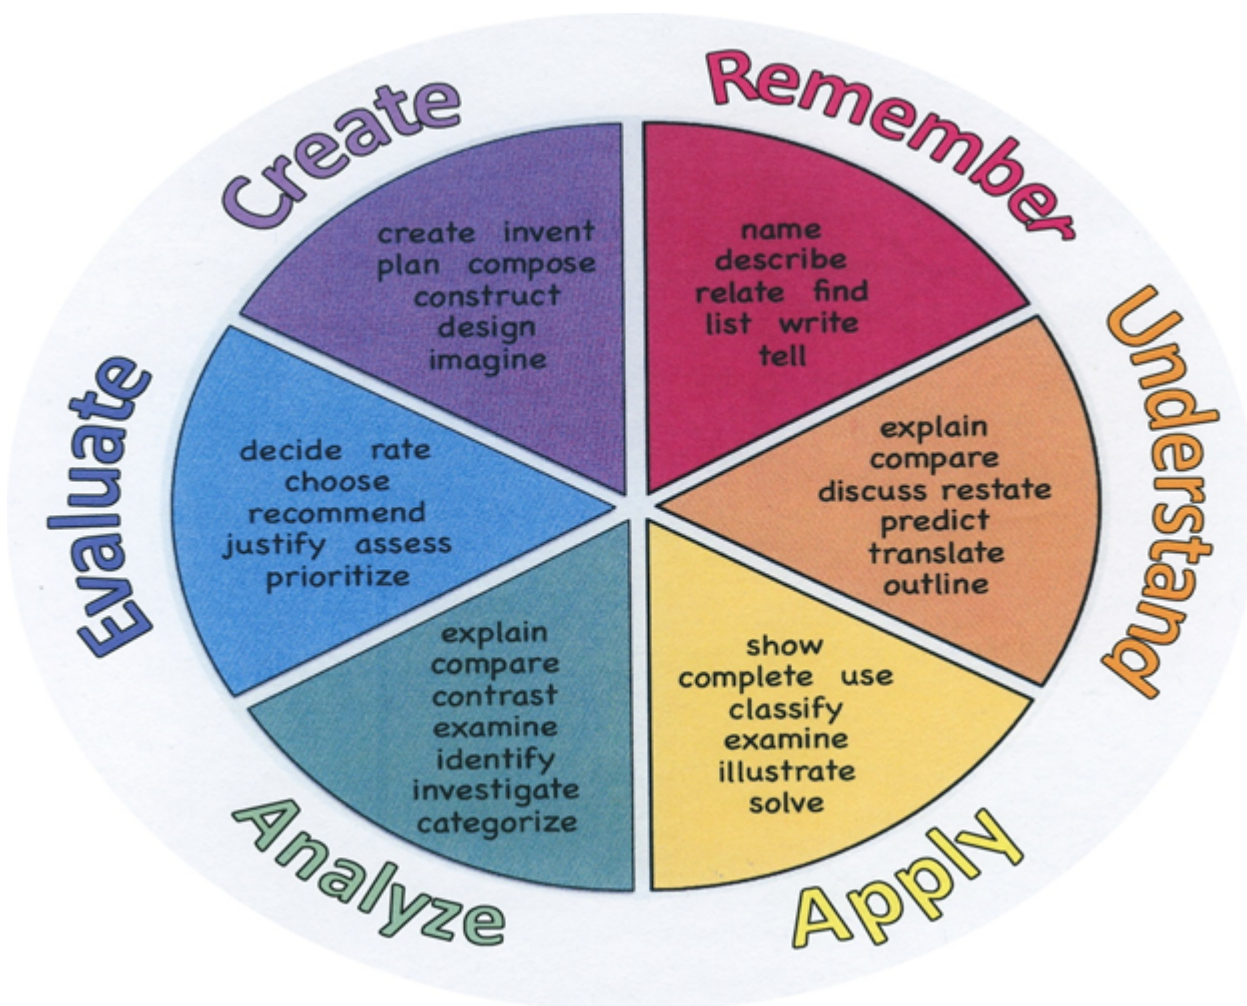 Remember
name
describe
relate find
list write
tell
Understand
explain
compare
discuss restate
predict
translate
outline
Apply
show
complete use
classify
examine
illustrate
solve
Analyze
explain
compare
contrast
examine
identify
investigate
categorize
Evaluate
decide rate
choose
recommend
justify assess
prioritize
Create
create invent
plan compose
construct
design
imagine